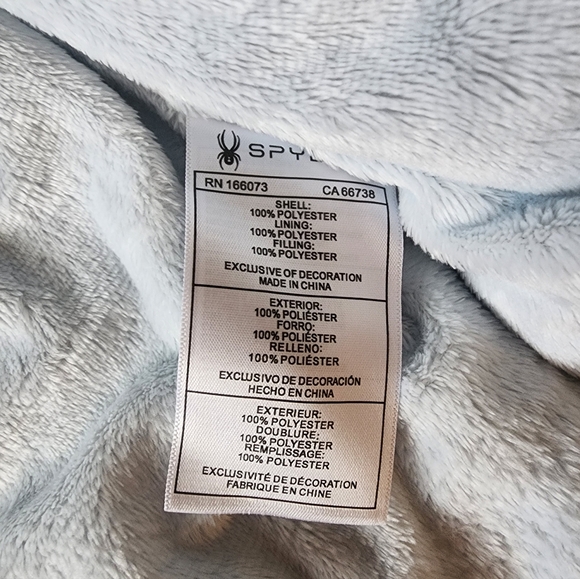 RN 166073 CA 66738
SHELL:
100% POLYESTER
LINING:
100% POLYESTER
FILLING:
100% POLYESTER
EXCLUSIVE OF DECORATION
MADE IN CHINA
EXTERIOR:
100% POLIÉSTER
FORRO:
100% POLIÉSTER
RELLENO:
100% POLIÉSTER
EXCLUSIVO DE DECORACIÓN
HECHO EN CHINA
EXTERIEUR:
100% POLYESTER
DOUBLURE:
100% POLYESTER
REMPLISSAGE:
100% POLYESTER
EXCLUSIVITÉ DE DÉCORATION
FABRIQUE EN CHINE